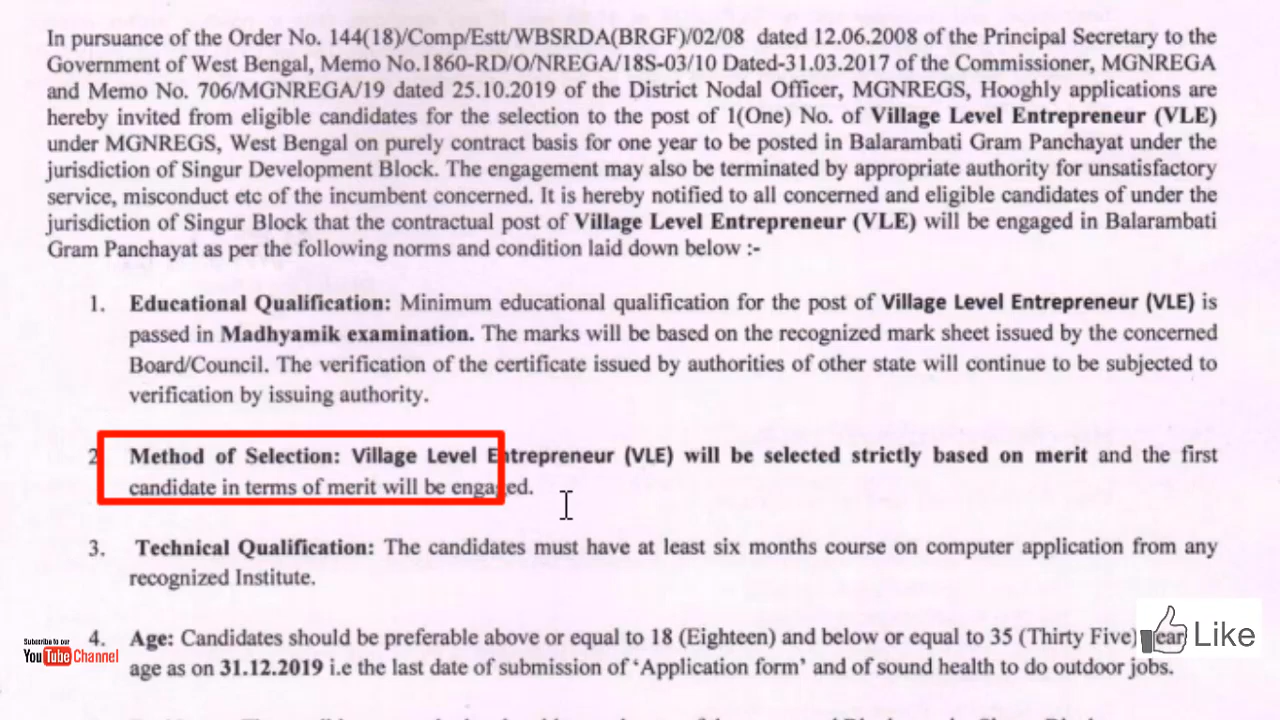 In pursuance of the Order No. 144(18)/Comp/Estt/WBSRDA(BRGF)/02/08 dated 12.06.2008 of the Principal Secretary to the
Government of West Bengal, Memo No.1860-RD/O/NREGA/18S-03/10 Dated-31.03.2017 of the Commissioner, MGNREGA
and Memo No. 706/MGNREGA/19 dated 25.10.2019 of the District Nodal Officer, MGNREGS, Hooghly applications are
hereby invited from eligible candidates for the selection to the post of 1(One) No. of Village Level Entrepreneur (VLE)
under MGNREGS, West Bengal on purely contract basis for one year to be posted in Balarambati Gram Panchayat under the
jurisdiction of Singur Development Block. The engagement may also be terminated by appropriate authority for unsatisfactory
service, misconduct etc of the incumbent concerned. It is hereby notified to all concerned and eligible candidates of under the
jurisdiction of Singur Block that the contractual post of Village Level Entrepreneur (VLE) will be engaged in Balarambati
Gram Panchayat as per the following norms and condition laid down below :-
1. Educational Qualification: Minimum educational qualification for the post of Village Level Entrepreneur (VLE) is
passed in Madhyamik examination. The marks will be based on the recognized mark sheet issued by the concerned
Board/Council. The verification of the certificate issued by authorities of other state will continue to be subjected to
verification by issuing authority.
2. Method of Selection: Village Level Entrepreneur (VLE) will be selected strictly based on merit and the first
candidate in terms of merit will be engaged.
3. Technical Qualification: The candidates must have at least six months course on computer application from any
recognized Institute.
4. Age: Candidates should be preferable above or equal to 18 (Eighteen) and below or equal to 35 (Thirty Five) year
age as on 31.12.2019 i.e the last date of submission of 'Application form' and of sound health to do outdoor jobs.
Like
Subscribe to our
YouTube Channel